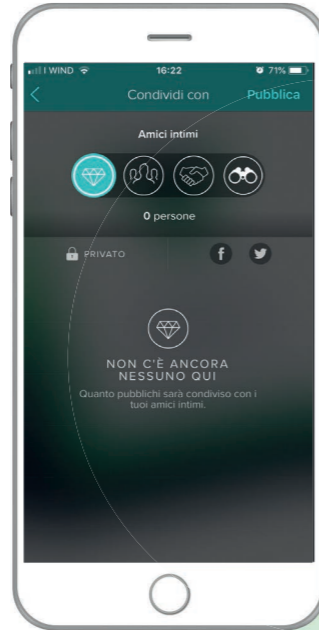 WIND 16:22 71%
Condividi con Pubblica
Amici intimi
0 persone
PRIVATO
NON C'È ANCORA
NESSUNO QUI
Quanto pubblichi sarà condiviso con i
tuoi amici intimi.